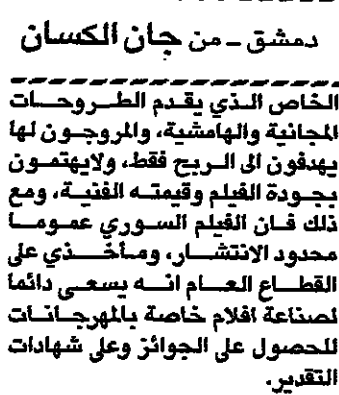 دمشق - من جان الكسان
الخاص الذي يقدم الطروحات
المجانية والهامشية، والمروجون لها
يهدفون الى الربح فقط، ولايهتمون
بجودة الفيلم وقيمته الفنية، ومع
ذلك فان الفيلم السوري عموما
محدود الانتشار، ومأخذي على
القطاع العام انه يسعى دائما
لصناعة افلام خاصة بالمهرجانات
للحصول على الجوائز وعلى شهادات
التقدير.